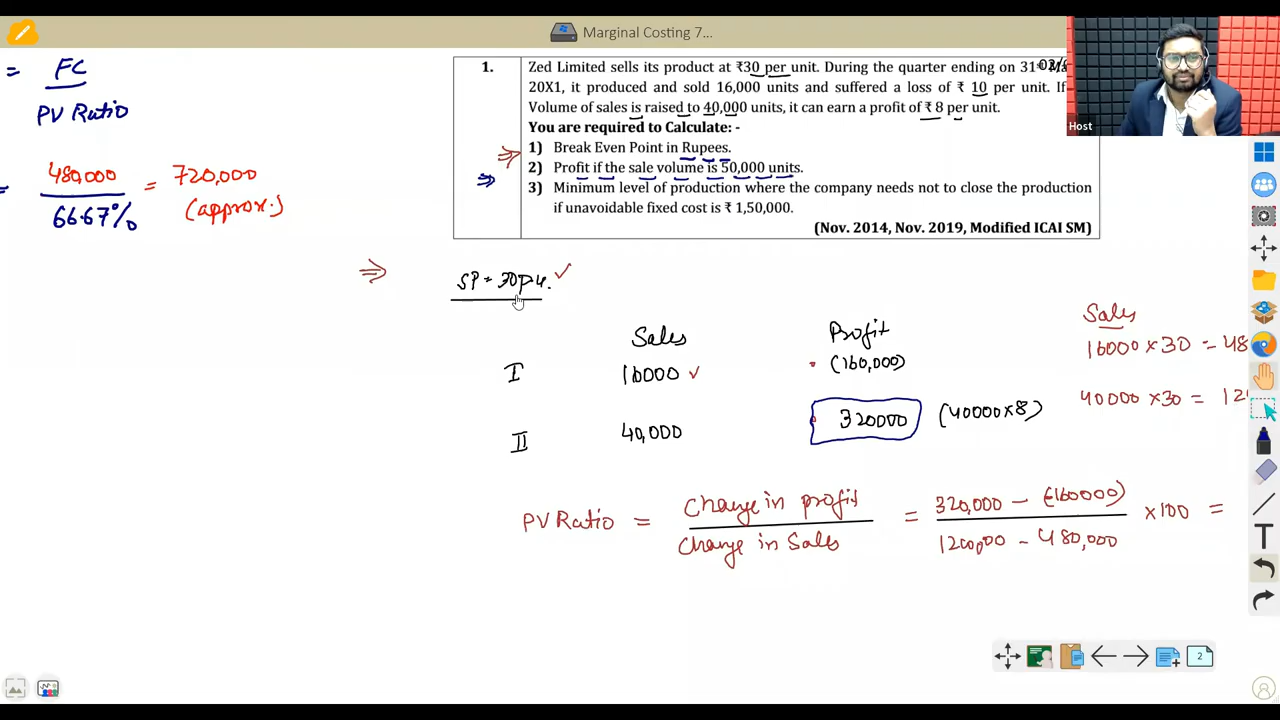 Marginal Costing 7...
= FC
PV Ratio
480,000
66.67%
= 720,000
(approx.)
1. Zed Limited sells its product at ₹30 per unit. During the quarter ending on 31st
20X1, it produced and sold 16,000 units and suffered a loss of ₹ 10 per unit. If
Volume of sales is raised to 40,000 units, it can earn a profit of ₹ 8 per unit.
You are required to Calculate: -
1) Break Even Point in Rupees.
2) Profit if the sale volume is 50,000 units.
3) Minimum level of production where the company needs not to close the production
if unavoidable fixed cost is ₹ 1,50,000.
(Nov. 2014, Nov. 2019, Modified ICAI SM)
Host
⇒ SP = 30 p.u. ✓
Sales Profit
I 16000 ✓ (160,000)
II 40,000 320000 (40000×8)
Sales
16000 × 30 = 48
40000 × 30 = 12
PV Ratio = Change in profit = 320,000 – (-160000) × 100 =
Change in Sales 1200,00 – 480,000
T
2